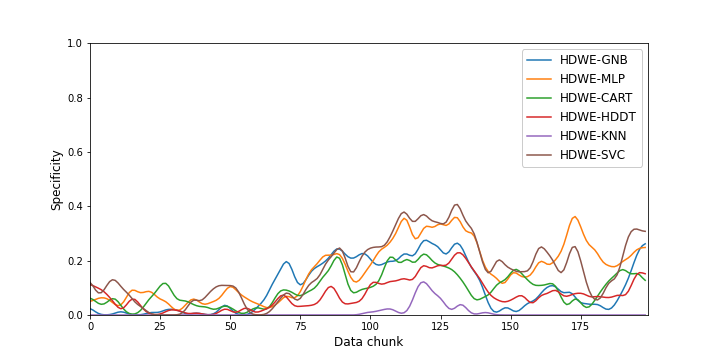 1.0
0.8
0.6
0.4
0.2
0.0
Specificity
0
25
50
75
100
125
150
175
Data chunk
HDWE-GNB
HDWE-MLP
HDWE-CART
HDWE-HDDT
HDWE-KNN
HDWE-SVC